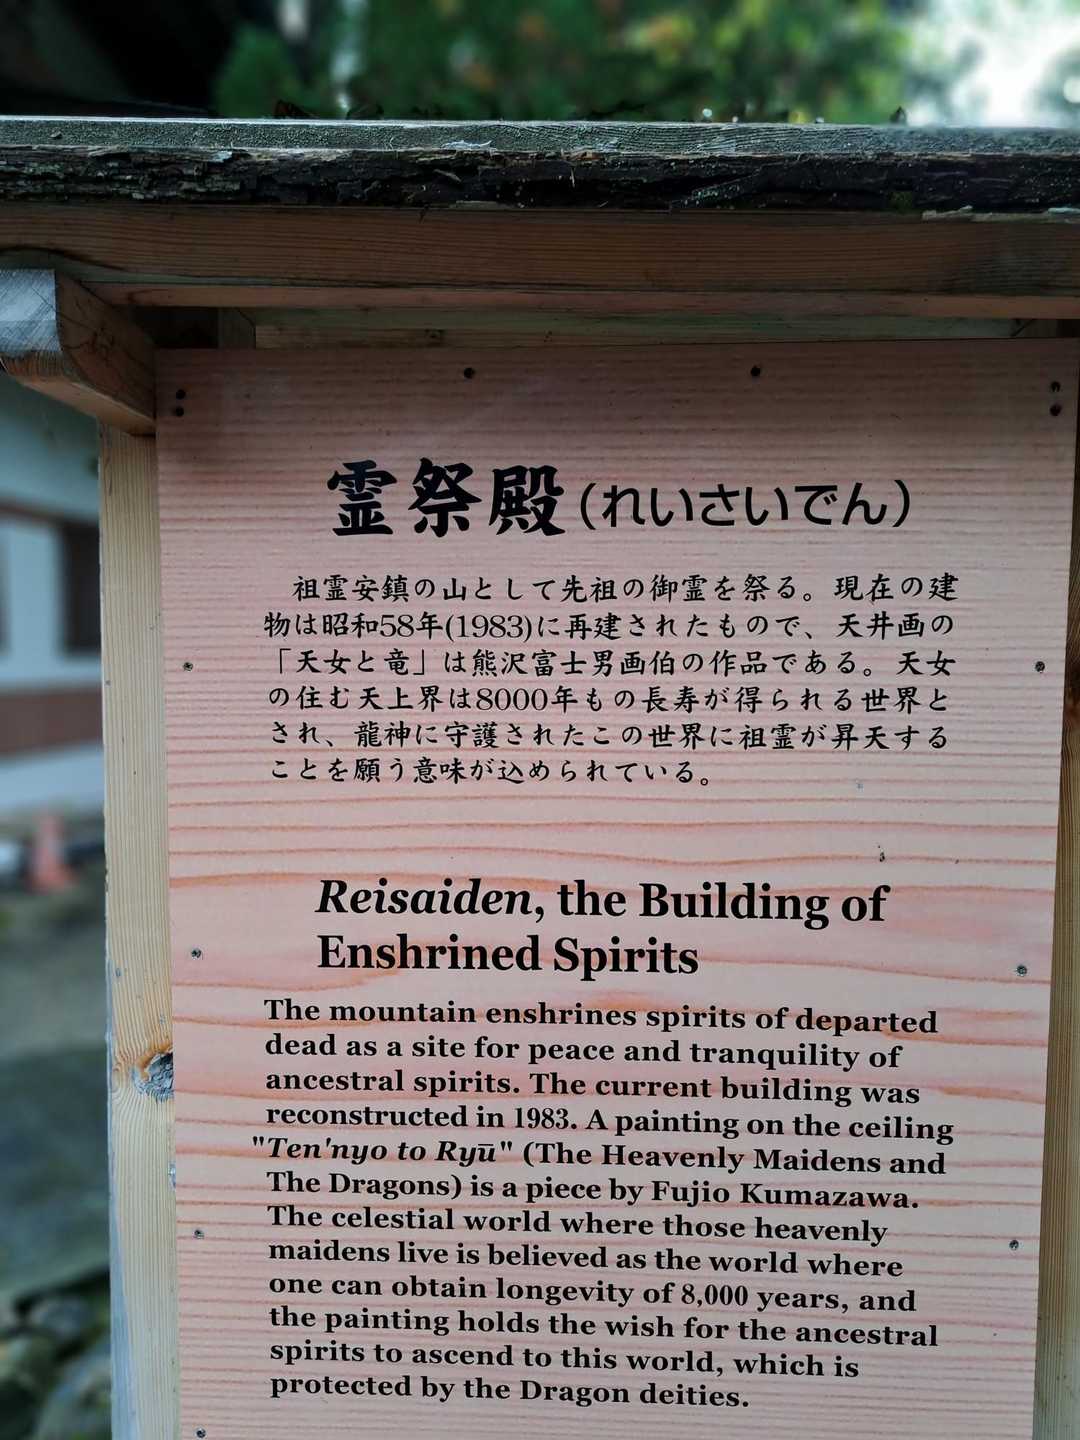 霊祭殿(れいさいでん)
祖霊安鎮の山として先祖の御霊を祭る。現在の建
物は昭和58年(1983)に再建されたもので、天井画の
「天女と竜」は熊沢富士男画伯の作品である。天女
の住む天上界は8000年もの長寿が得られる世界と
され、龍神に守護されたこの世界に祖霊が昇天する
ことを願う意味が込められている。
Reisaiden, the Building of
Enshrined Spirits
The mountain enshrines spirits of departed
dead as a site for peace and tranquility of
ancestral spirits. The current building was
reconstructed in 1983. A painting on the ceiling
"Ten'nyo to Ryū" (The Heavenly Maidens and
The Dragons) is a piece by Fujio Kumazawa.
The celestial world where those heavenly
maidens live is believed as the world where
one can obtain longevity of 8,000 years, and
the painting holds the wish for the ancestral
spirits to ascend to this world, which is
protected by the Dragon deities.